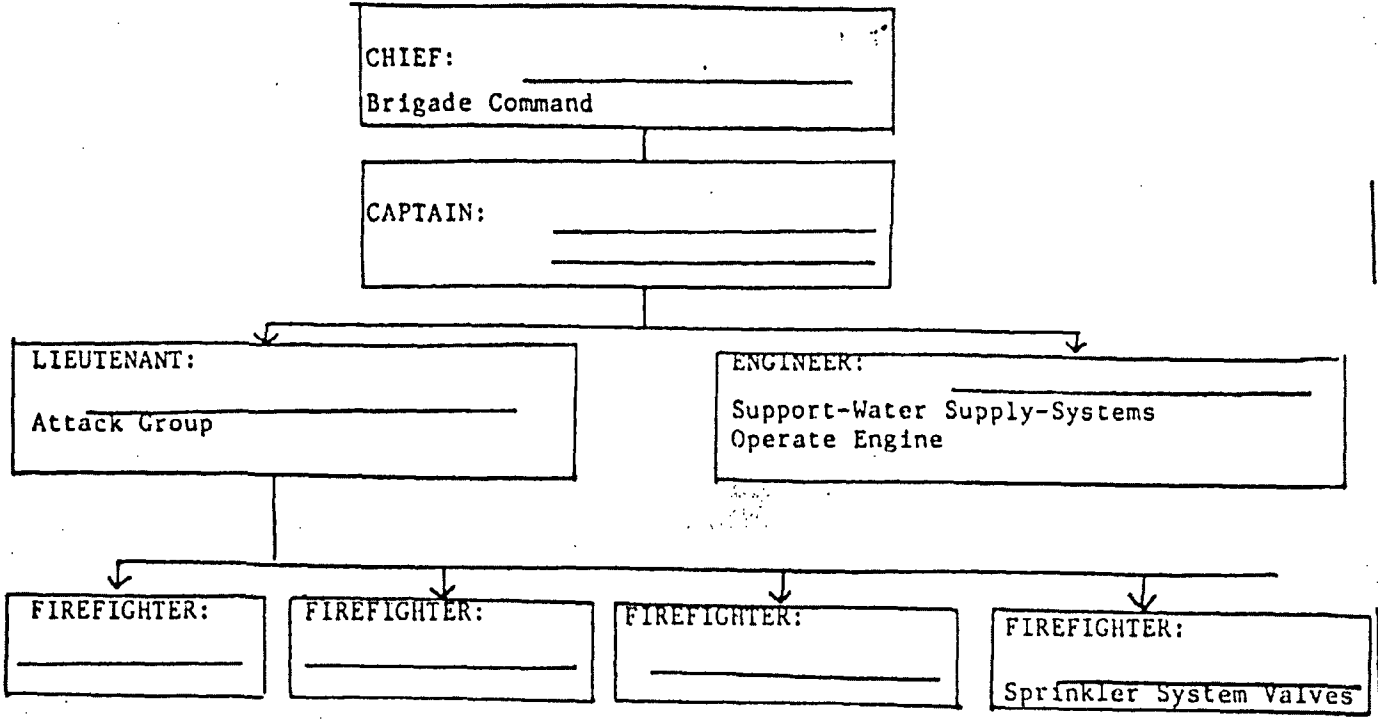 CHIEF:
Brigade Command
CAPTAIN:
LIEUTENANT:
Attack Group
ENGINEER:
Support-Water Supply-Systems
Operate Engine
FIREFIGHTER:
FIREFIGHTER:
FIREFIGHTER:
FIREFIGHTER:
Sprinkler System Valves